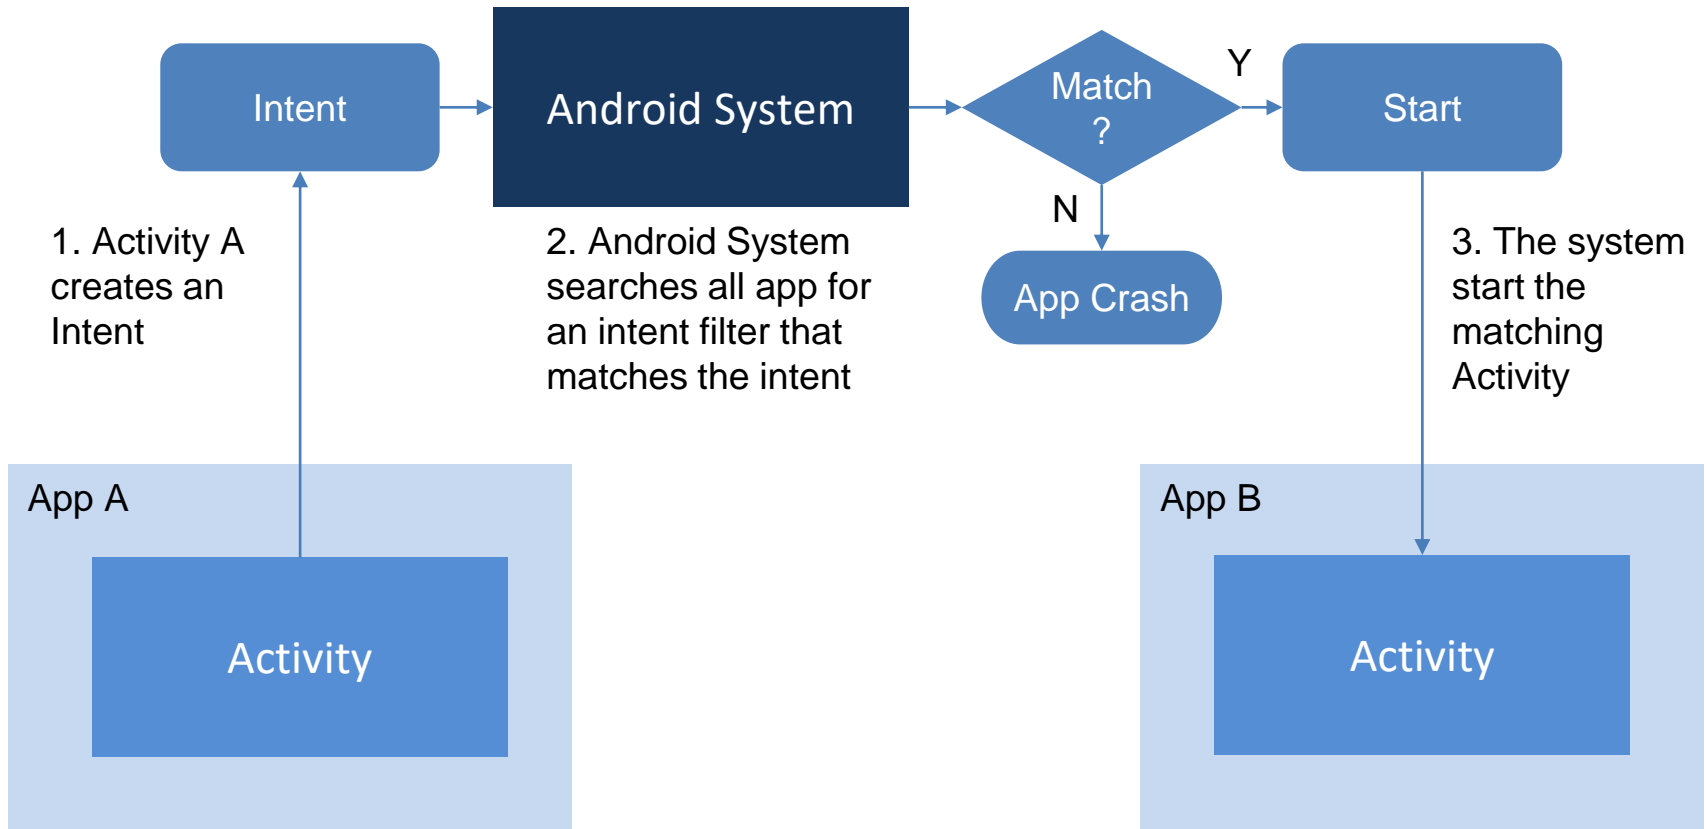 Intent
Android System
Match
?
Y
Start
N
App Crash
1. Activity A
creates an
Intent
2. Android System
searches all app for
an intent filter that
matches the intent
3. The system
start the
matching
Activity
App A
Activity
App B
Activity